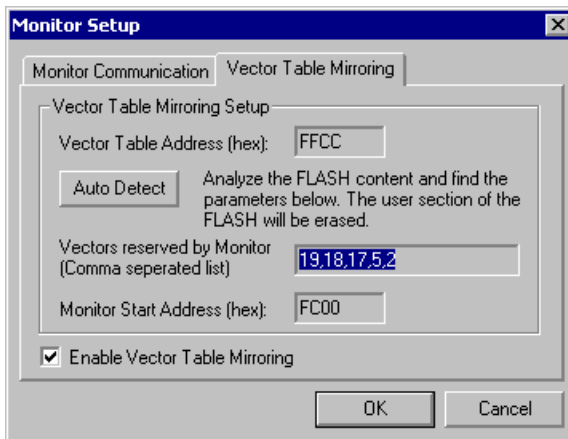 Monitor Setup
Monitor Communication
Vector Table Mirroring
Vector Table Mirroring Setup
Vector Table Address (hex):
FFCC
Auto Detect
Analyze the FLASH content and find the
parameters below. The user section of the
FLASH will be erased.
Vectors reserved by Monitor
(Comma seperated list)
19,18,17,5,2
Monitor Start Address (hex):
FC00
Enable Vector Table Mirroring
OK
Cancel